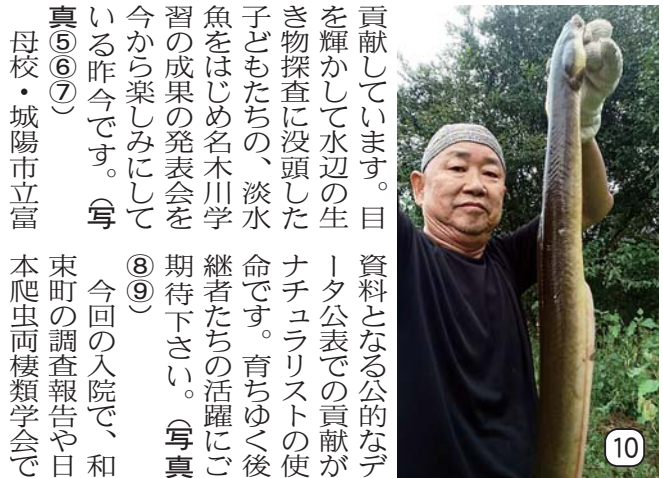 貢献しています。目
を輝かして水辺の生
き物探査に没頭した
子どもたちの、淡水
魚をはじめ名木川学
習の成果の発表会を
今から楽しみにして
いる昨今です。（写
真⑤⑥⑦）
母校・城陽市立富
資料となる公的なデ
ータ公表での貢献が
ナチュラリストの使
命です。育ちゆく後
継者たちの活躍にご
期待下さい。（写真
⑧⑨）
今回の入院で、和
束町の調査報告や日
本爬虫両棲類学会で
10